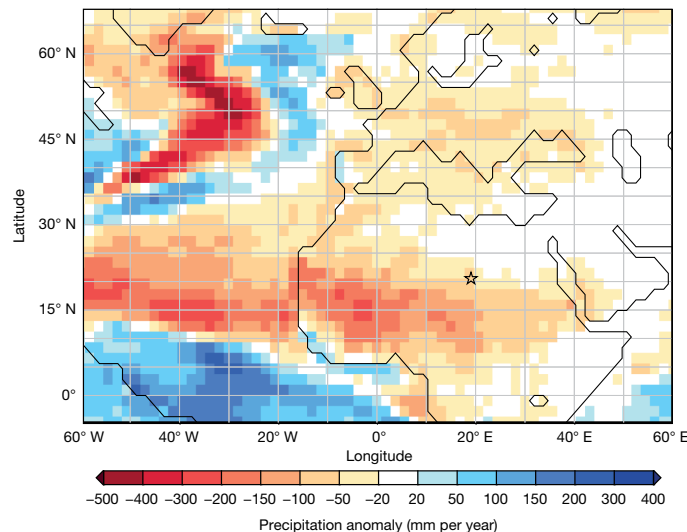 60° N
45° N
30° N
15° N
0°
Latitude
60° W
40° W
20° W
0°
20° E
40° E
60° E
Longitude
−500 −400 −300 −200 −150 −100 −50 −20 20 50 100 150 200 300 400
Precipitation anomaly (mm per year)